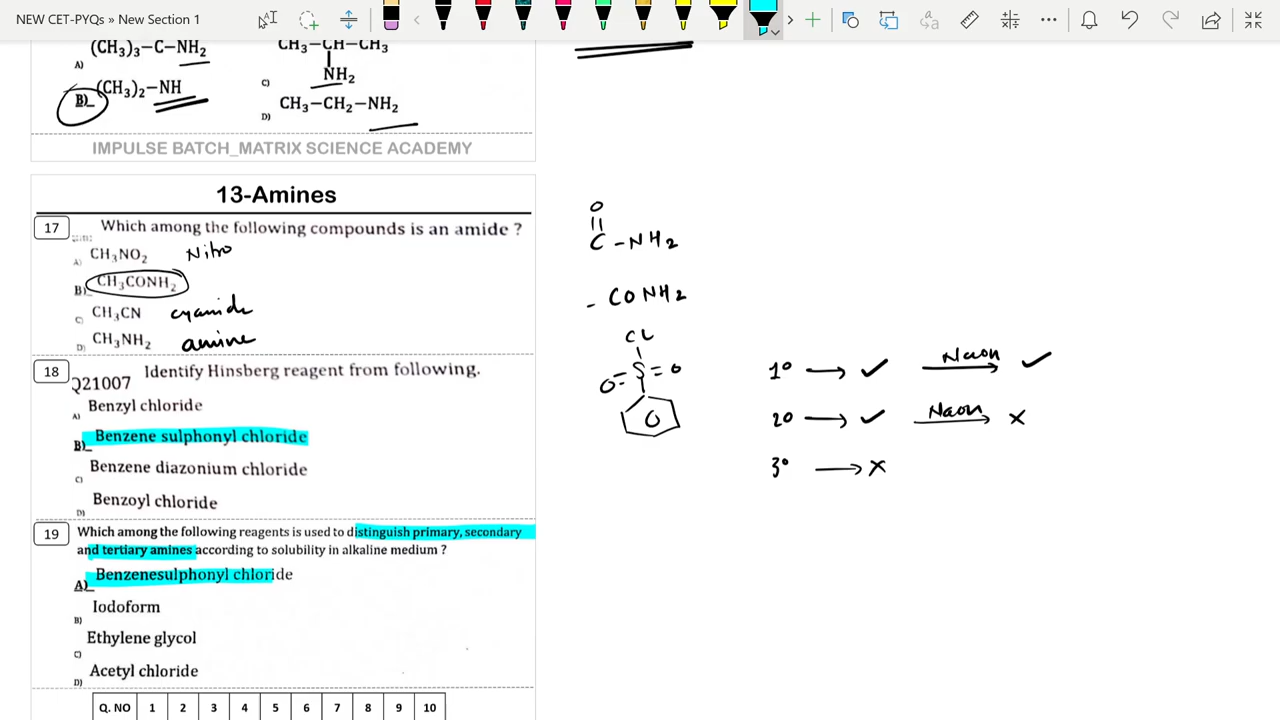 NEW CET-PYQs » New Section 1
(CH₃)₃–C–NH₂
A)
(CH₃)₂–NH
B)
CH₃–CH–CH₃
NH₂
C)
CH₃–CH₂–NH₂
D)
IMPULSE BATCH_MATRIX SCIENCE ACADEMY
13-Amines
17 Which among the following compounds is an amide ?
A) CH₃NO₂ Nitro
B) CH₃CONH₂
C) CH₃CN cyanide
D) CH₃NH₂ amine
18 Identify Hinsberg reagent from following.
Q21007
A) Benzyl chloride
B) Benzene sulphonyl chloride
C) Benzene diazonium chloride
D) Benzoyl chloride
19 Which among the following reagents is used to distinguish primary, secondary
and tertiary amines according to solubility in alkaline medium ?
A) Benzenesulphonyl chloride
B) Iodoform
C) Ethylene glycol
D) Acetyl chloride
Q. NO 1 2 3 4 5 6 7 8 9 10
O
C –NH₂
– CONH₂
Cl
O=S=O
1° → ✓ NaOH → ✓
2° → ✓ NaOH → ×
3° → ×